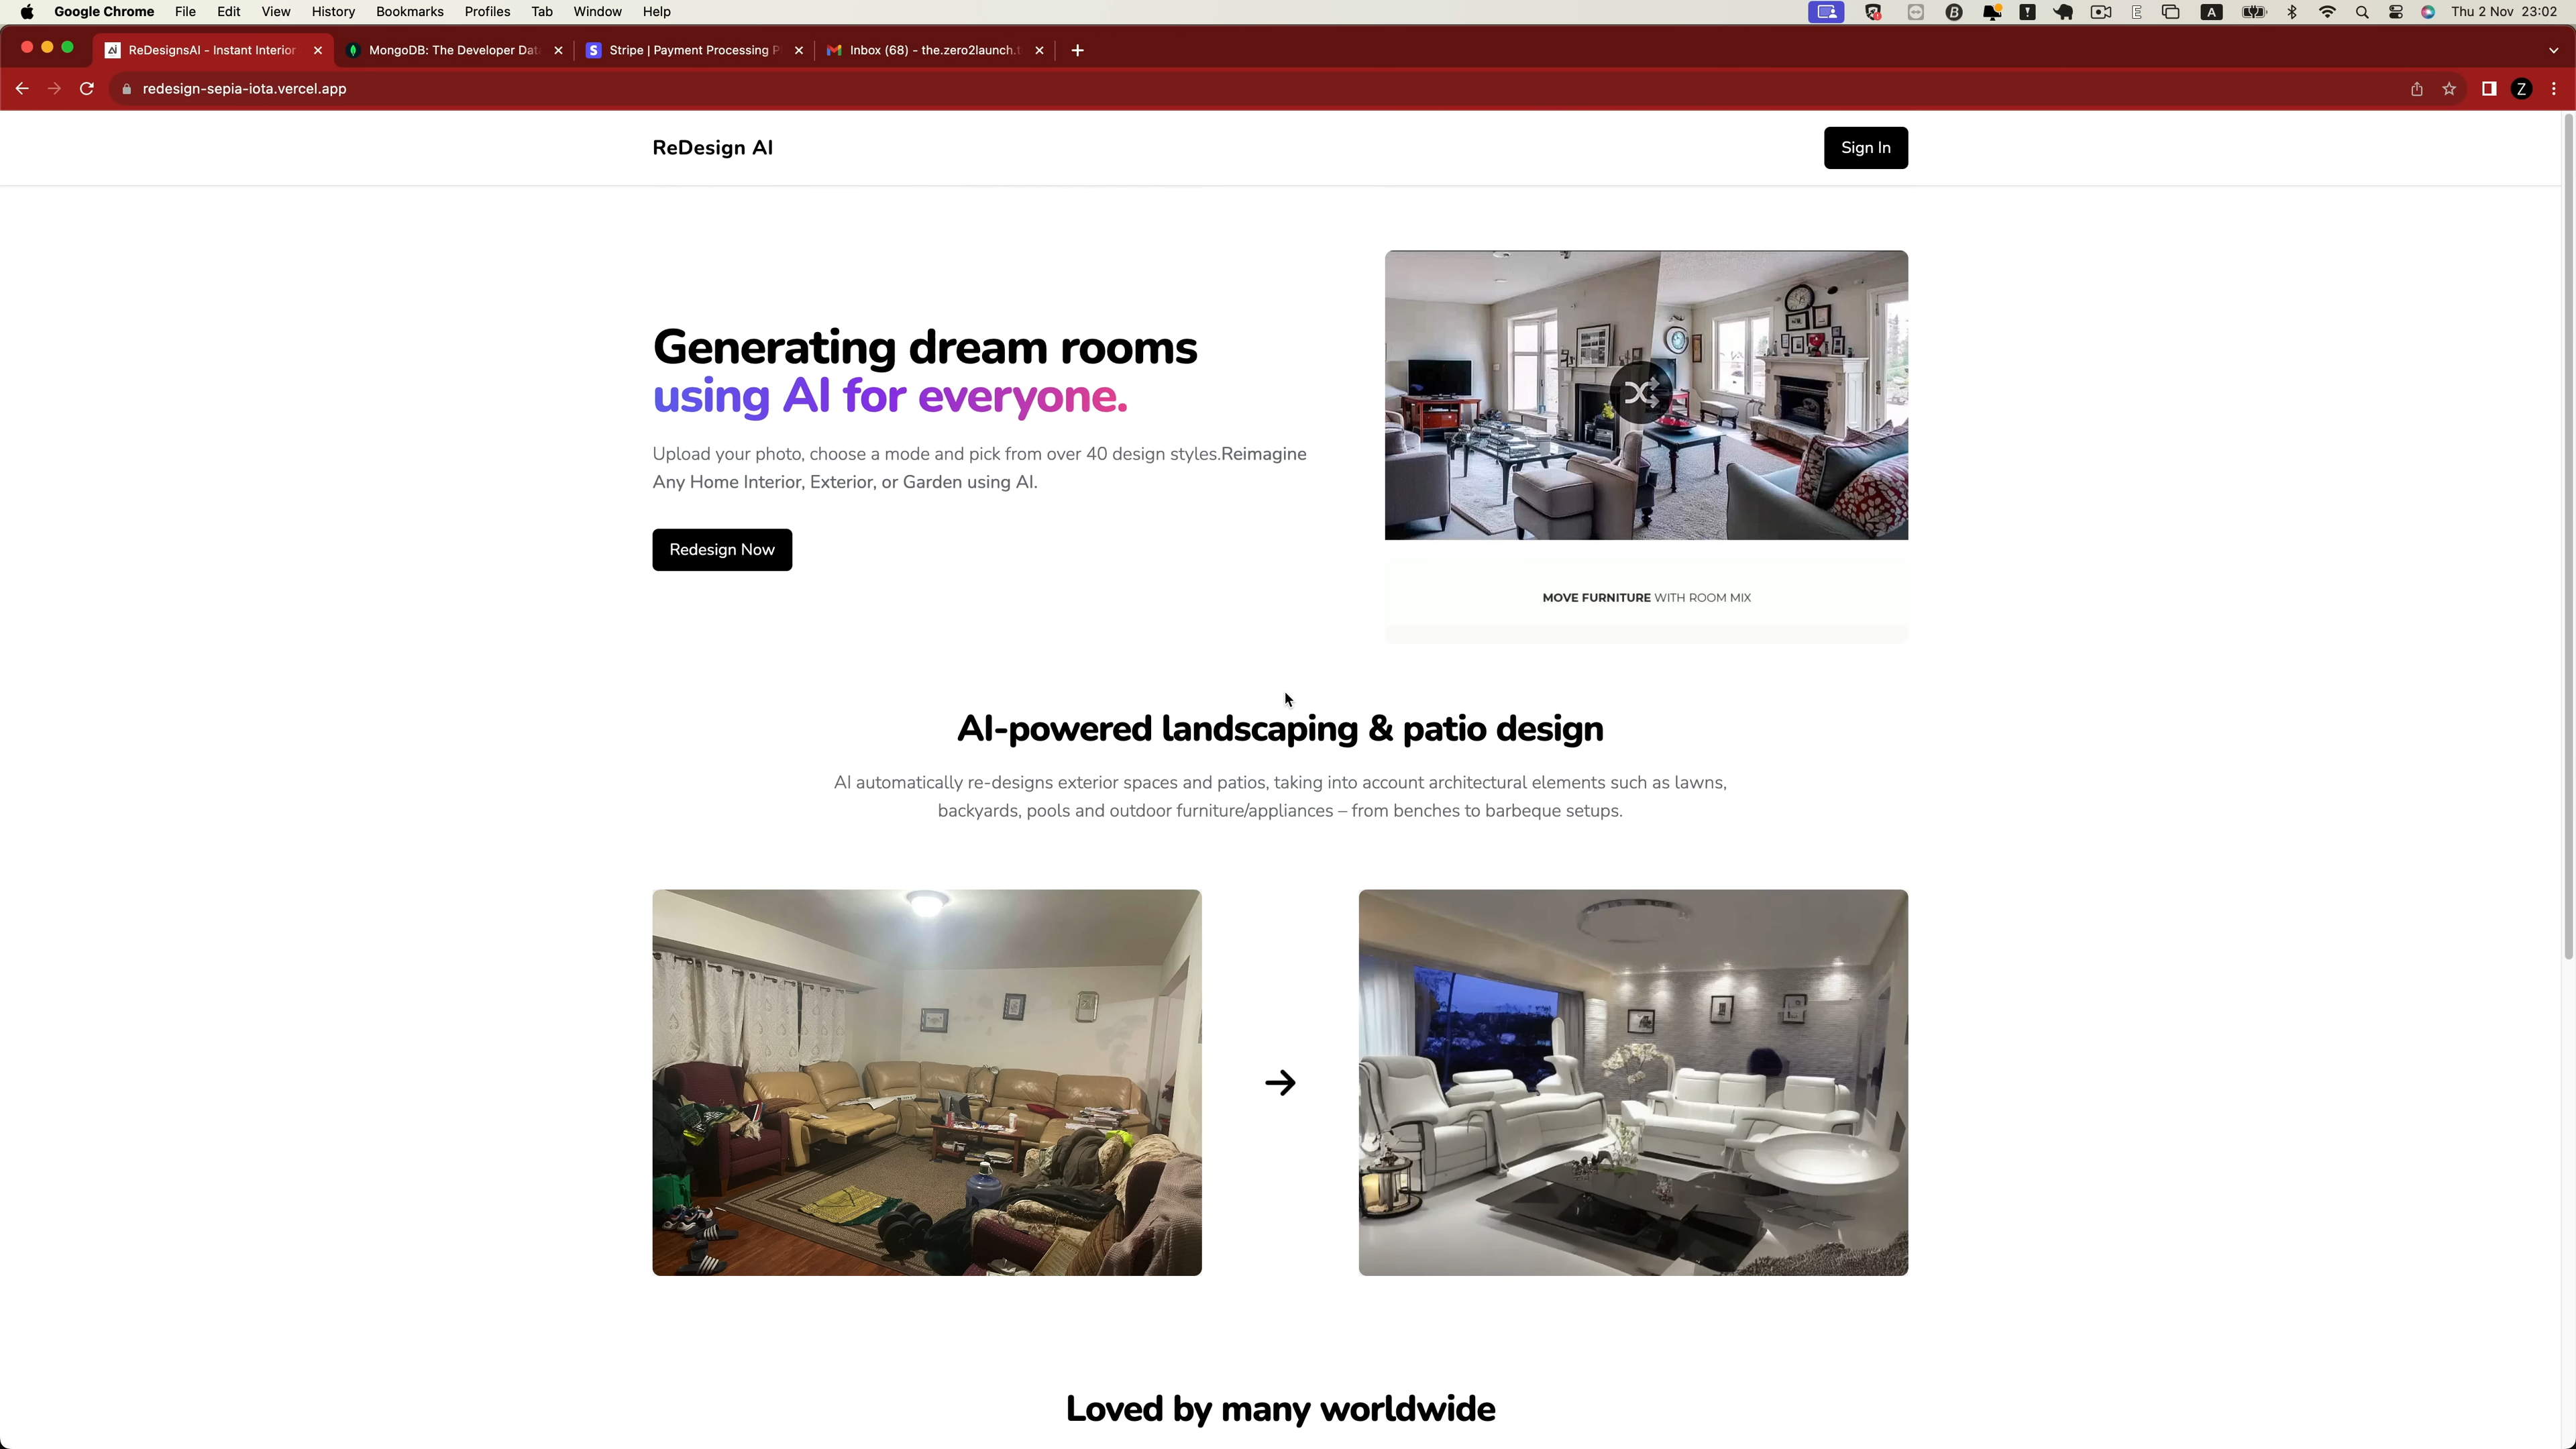 Google Chrome File Edit View History Bookmarks Profiles Tab Window Help Thu 2 Nov 23:02
ReDesignsAI - Instant Interior
MongoDB: The Developer Dat
Stripe | Payment Processing P
Inbox (68) - the.zero2launch.t
redesign-sepia-iota.vercel.app
ReDesign AI
Sign In
Generating dream rooms
using AI for everyone.
Upload your photo, choose a mode and pick from over 40 design styles.Reimagine
Any Home Interior, Exterior, or Garden using AI.
Redesign Now
MOVE FURNITURE WITH ROOM MIX
AI-powered landscaping & patio design
AI automatically re-designs exterior spaces and patios, taking into account architectural elements such as lawns,
backyards, pools and outdoor furniture/appliances – from benches to barbeque setups.
Loved by many worldwide